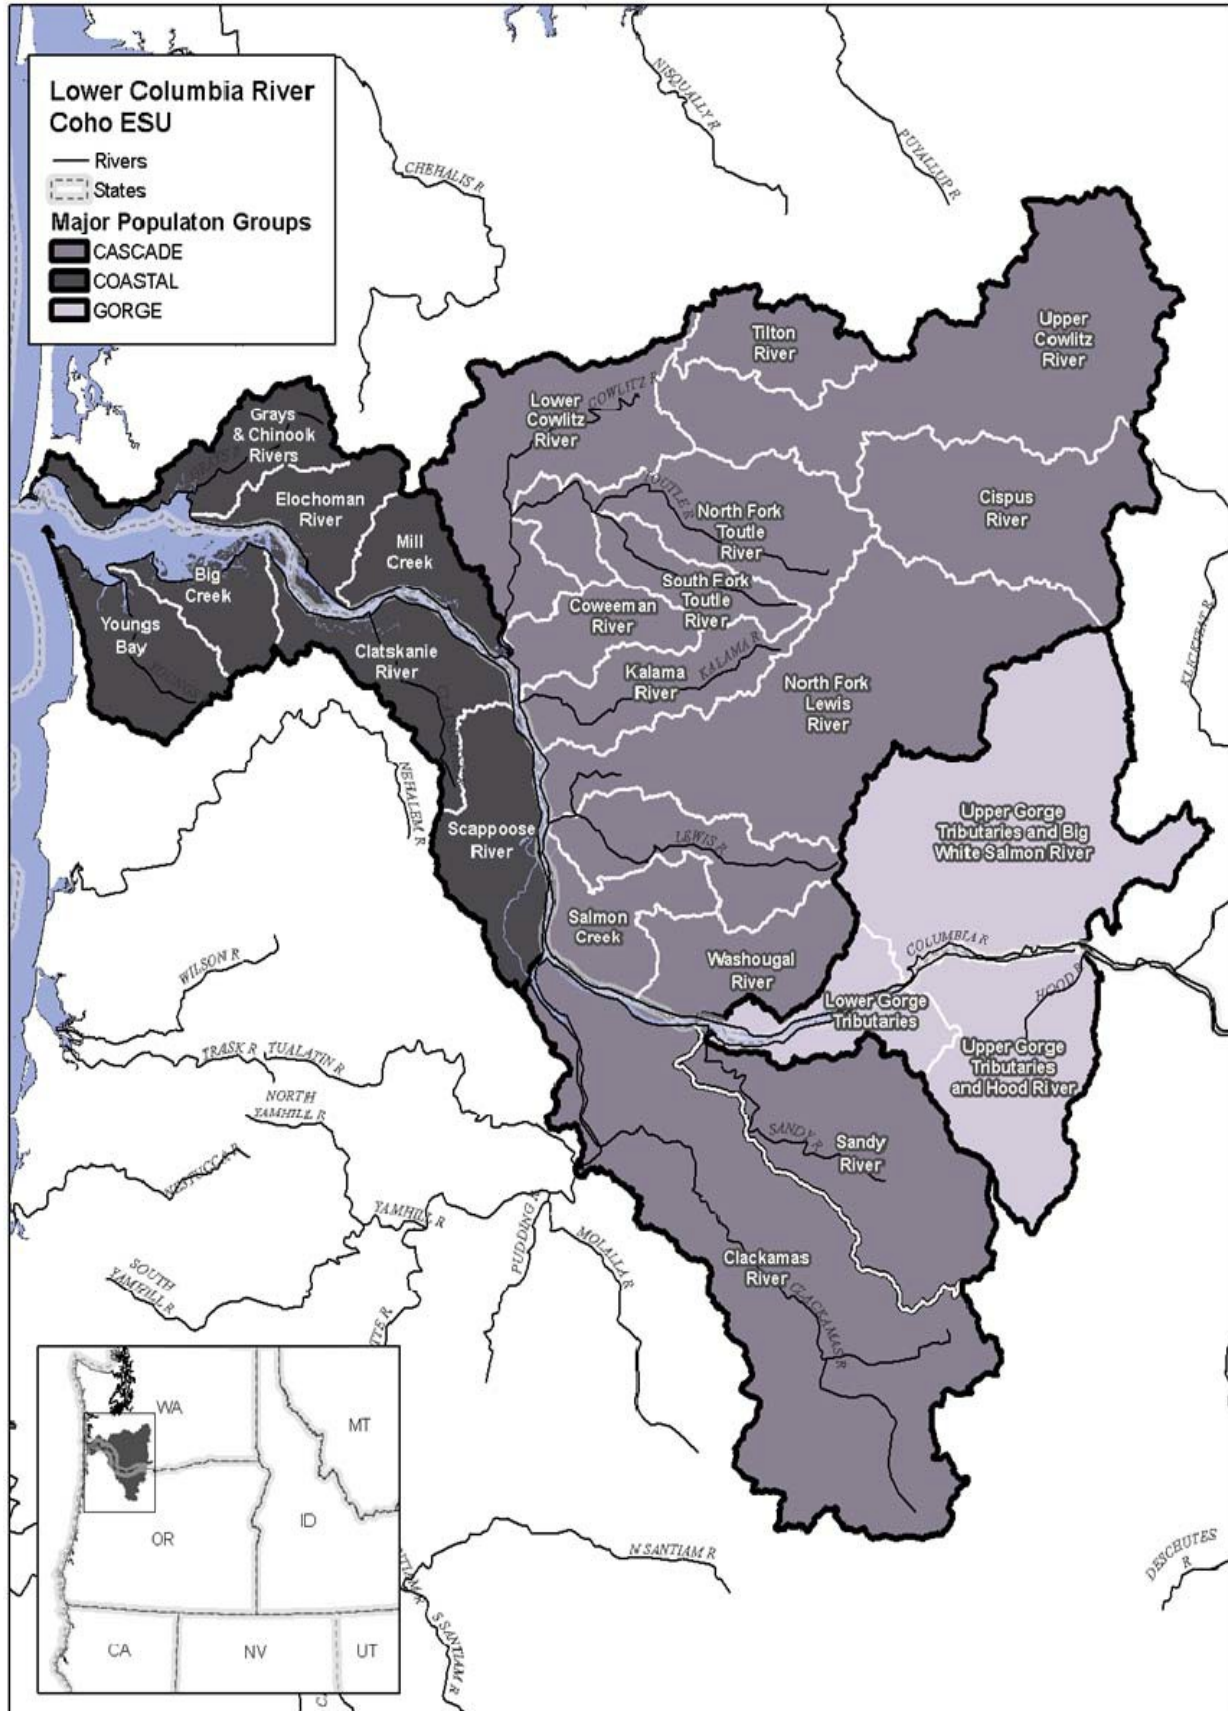 Lower Columbia River
Coho ESU
Rivers
States
Major Populaton Groups
CASCADE
COASTAL
GORGE
NISQUALLY R
PUYALLUP R
CHEHALIS R
Upper
Cowlitz
River
Tilton
River
Lower
Cowlitz
River
COWLITZ R
Grays
& Chinook
Rivers
GRAYS R
Elochoman
River
Mill
Creek
TOUTLE R
North Fork
Toutle
River
Cispus
River
Big
Creek
Youngs
Bay
YOUNGS
South Fork
Toutle
River
Coweeman
River
Clatskanie
River
Kalama
River
KALAMA R
North Fork
Lewis
River
KLICKITAT R
NEHALEM R
Scappoose
River
LEWIS R
Upper Gorge
Tributaries and Big
White Salmon River
Salmon
Creek
Washougal
River
COLUMBIA R
HOOD R
Lower Gorge
Tributaries
Upper Gorge
Tributaries
and Hood River
WILSON R
TRASK R
TUALATIN R
NORTH
YAMHILL R
NESTUCCA R
YAMHILL R
PUDDING R
MOLALLA R
SANDY R
Sandy
River
Clackamas
River
CLACKAMAS R
SOUTH
YAMHILL R
TTE R
WA
MT
OR
ID
CA
NV
UT
N SANTIAM R
S SANTIAM R
DESCHUTES
R